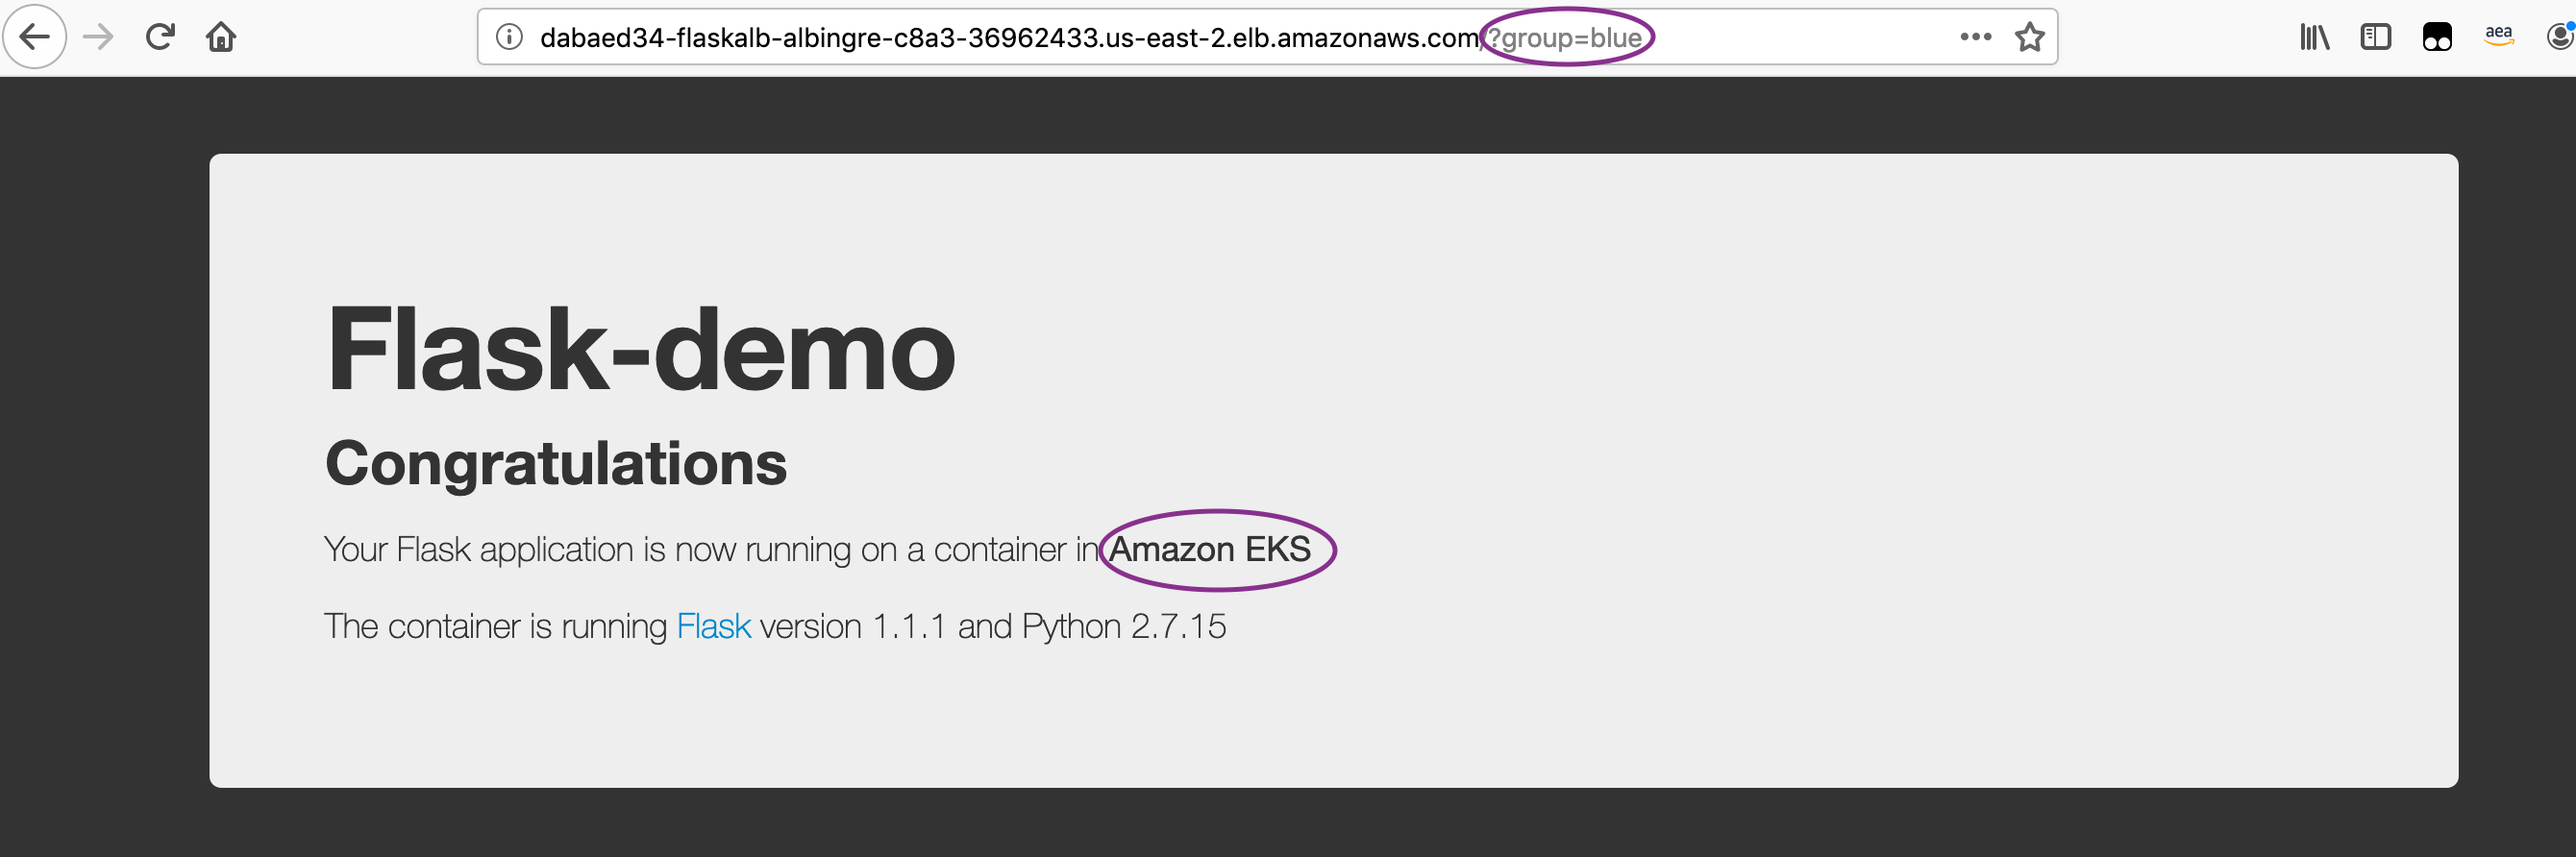 dabaed34-flaskalb-albingre-c8a3-36962433.us-east-2.elb.amazonaws.com/?group=blue
aea
Flask-demo
Congratulations
Your Flask application is now running on a container in Amazon EKS
The container is running Flask version 1.1.1 and Python 2.7.15